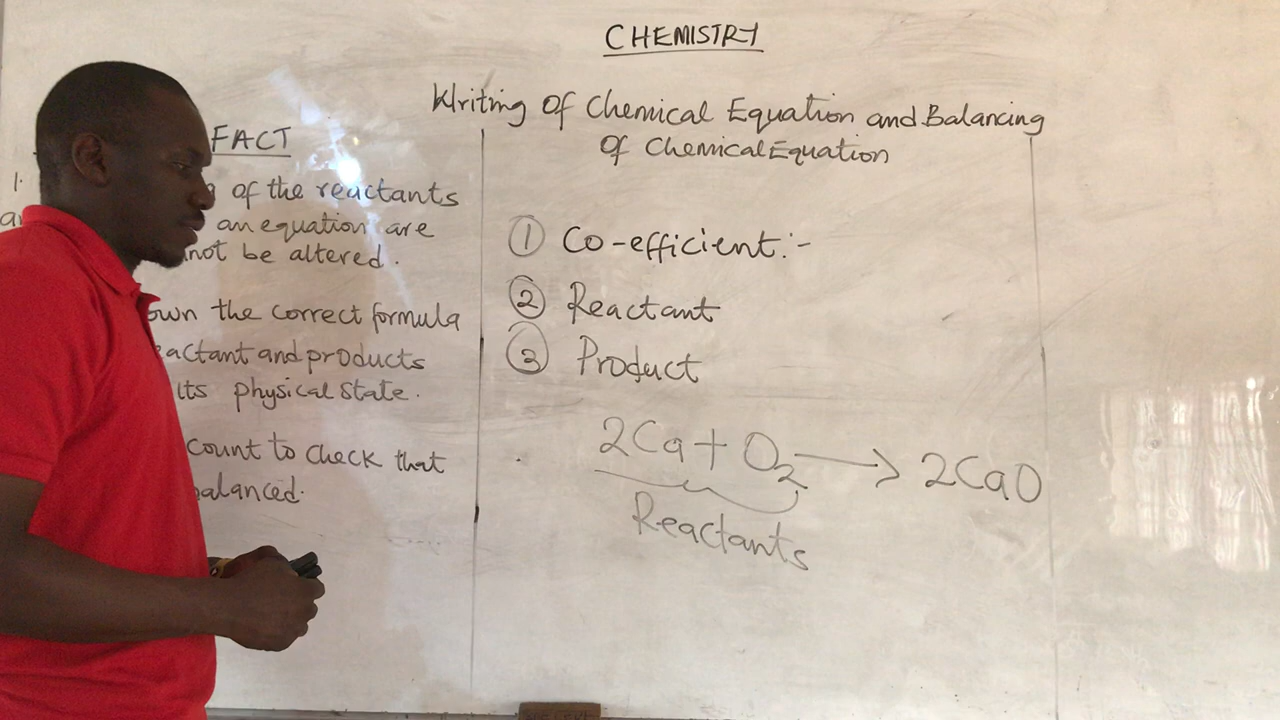 CHEMISTRY
Writing of Chemical Equation and Balancing
of Chemical Equation
FACT
1.
of the reactants
an equation are
not be altered.
the correct formula
and products
its physical state.
count to check that
balanced.
① Co-efficient:-
② Reactant
③ Product
2Ca + O₂ → 2CaO
Reactants